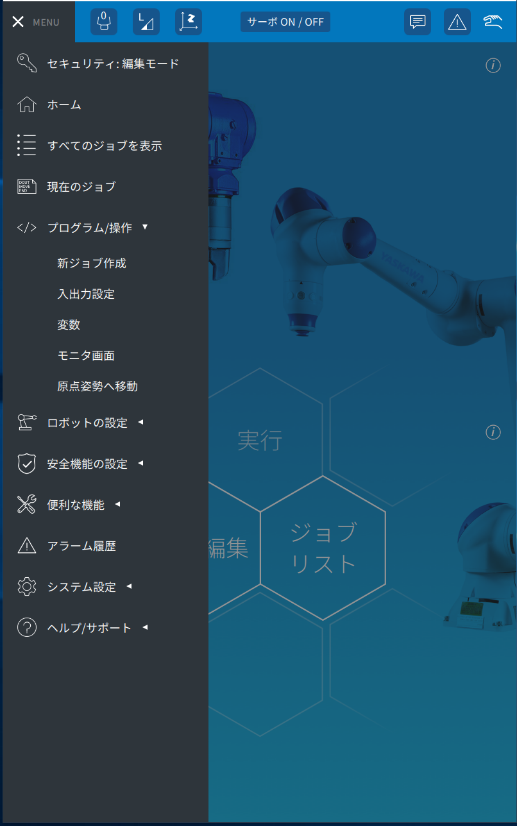 MENU
サーボ ON / OFF
セキュリティ: 編集モード
ホーム
すべてのジョブを表示
現在のジョブ
プログラム/操作
新ジョブ作成
入出力設定
変数
モニタ画面
原点姿勢へ移動
ロボットの設定
安全機能の設定
便利な機能
アラーム履歴
システム設定
ヘルプ/サポート
実行
編集
ジョブ
リスト